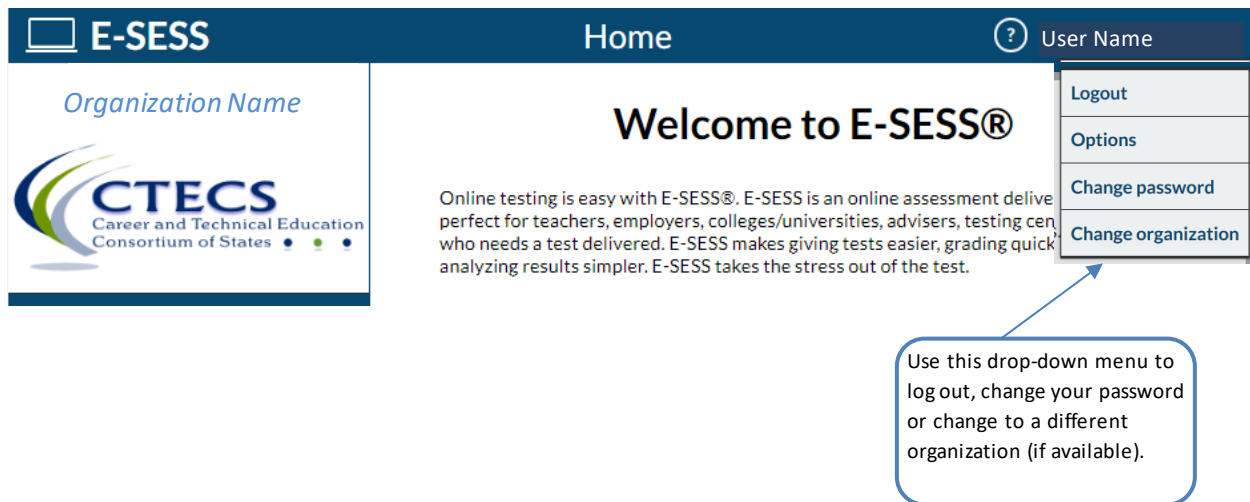 E-SESS
Home
?
User Name
Organization Name
CTECS
Career and Technical Education
Consortium of States
Welcome to E-SESS®
Online testing is easy with E-SESS®. E-SESS is an online assessment
perfect for teachers, employers, colleges/universities, advisers, testing
who needs a test delivered. E-SESS makes giving tests easier, grading
analyzing results simpler. E-SESS takes the stress out of the test.
Logout
Options
Change password
Change organization
Use this drop-down menu to
log out, change your password
or change to a different
organization (if available).